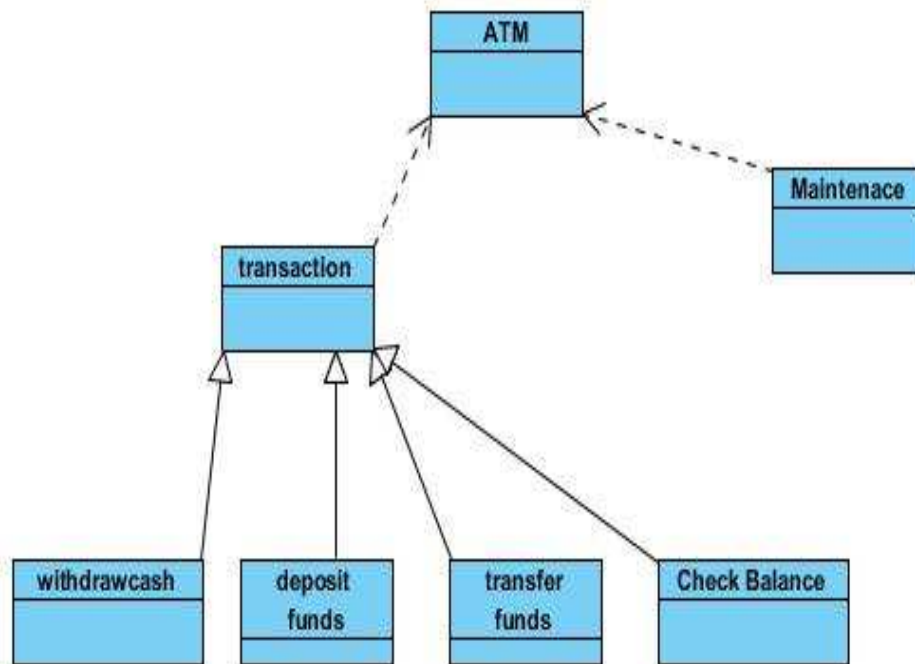 ATM
Maintenace
transaction
withdrawcash
deposit
funds
transfer
funds
Check Balance